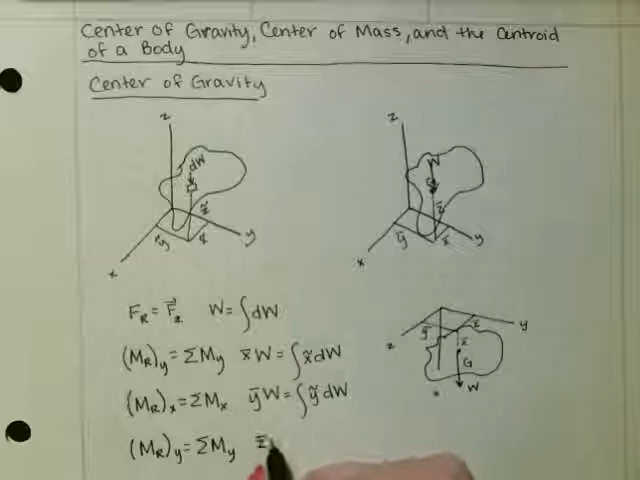 Center of Gravity, Center of Mass, and the Centroid
of a Body
Center of Gravity
z
dW
z̃
ỹ
x̃
y
x
z
W
G
z̄
ȳ
x̄
y
x
F_R = F⃗_z W = ∫dW
(M_R)_y = ΣM_y x̄W = ∫x̃dW
(M_R)_x = ΣM_x ȳW = ∫ỹdW
(M_R)_y = ΣM_y z̄
y
G
W